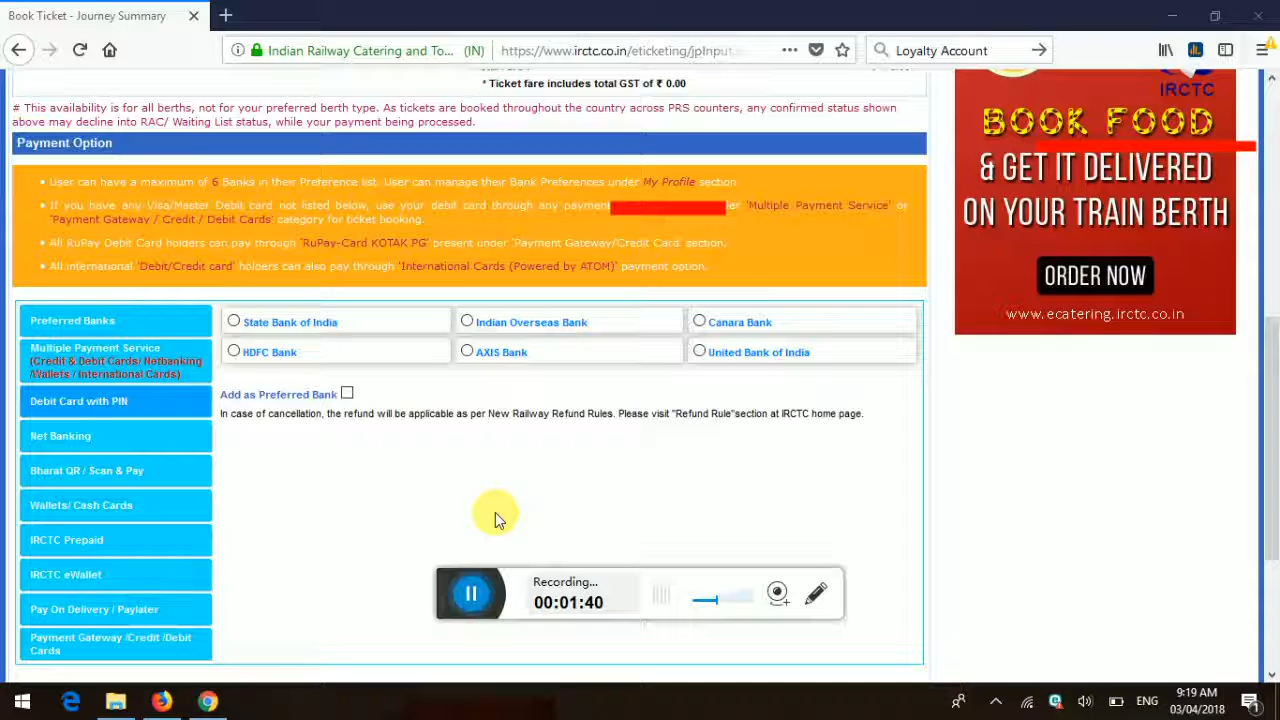 Book Ticket - Journey Summary
Indian Railway Catering and To... (IN)
https://www.irctc.co.in/eticketing/jpInput.s
Loyalty Account
* Ticket fare includes total GST of ₹ 0.00
# This availability is for all berths, not for your preferred berth type. As tickets are booked throughout the country across PRS counters, any confirmed status shown
above may decline into RAC/ Waiting List status, while your payment being processed.
Payment Option
User can have a maximum of 6 Banks in their Preference list. User can manage their Bank Preferences under My Profile section
If you have any Visa/Master Debit card not listed below, use your debit card through any payment er 'Multiple Payment Service' or
'Payment Gateway / Credit / Debit Cards' category for ticket booking.
All RuPay Debit Card holders can pay through 'RuPay-Card KOTAK PG' present under 'Payment Gateway/Credit Card' section.
All international 'Debit/Credit card' holders can also pay through 'International Cards (Powered by ATOM)' payment option.
Preferred Banks
Multiple Payment Service
(Credit & Debit Cards/ Netbanking
/Wallets / International Cards)
Debit Card with PIN
Net Banking
Bharat QR / Scan & Pay
Wallets/ Cash Cards
IRCTC Prepaid
IRCTC eWallet
Pay On Delivery / Paylater
Payment Gateway /Credit /Debit
Cards
State Bank of India
Indian Overseas Bank
Canara Bank
HDFC Bank
AXIS Bank
United Bank of India
Add as Preferred Bank
In case of cancellation, the refund will be applicable as per New Railway Refund Rules. Please visit "Refund Rule"section at IRCTC home page.
IRCTC
BOOK FOOD
& GET IT DELIVERED
ON YOUR TRAIN BERTH
ORDER NOW
www.ecatering.irctc.co.in
Recording...
00:01:40
ENG
9:19 AM
03/04/2018